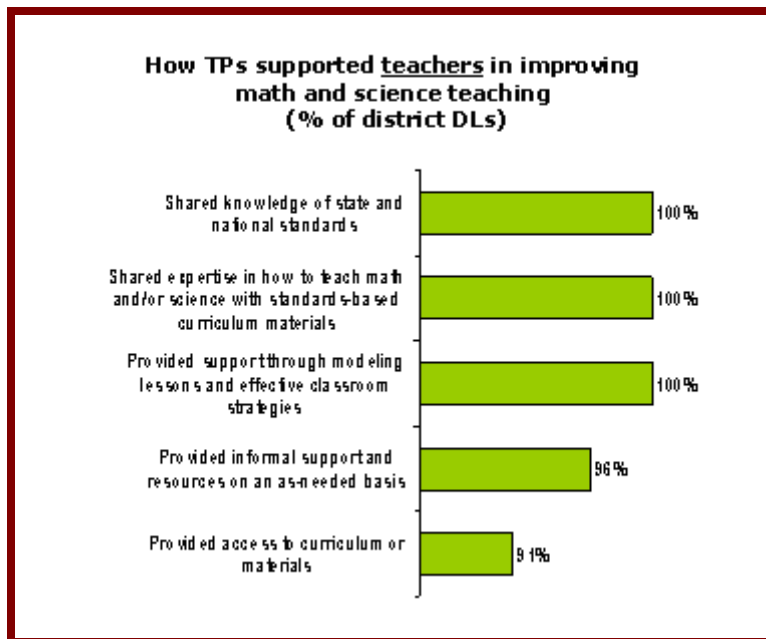 How TPs supported teachers in improving
math and science teaching
(% of district DLs)
Shared knowledge of state and
national standards
100%
Shared expertise in how to teach math
and/or science with standards-based
curriculum materials
100%
Provided support through modeling
lessons and effective classroom
strategies
100%
Provided informal support and
resources on an as-needed basis
96%
Provided access to curriculum or
materials
91%